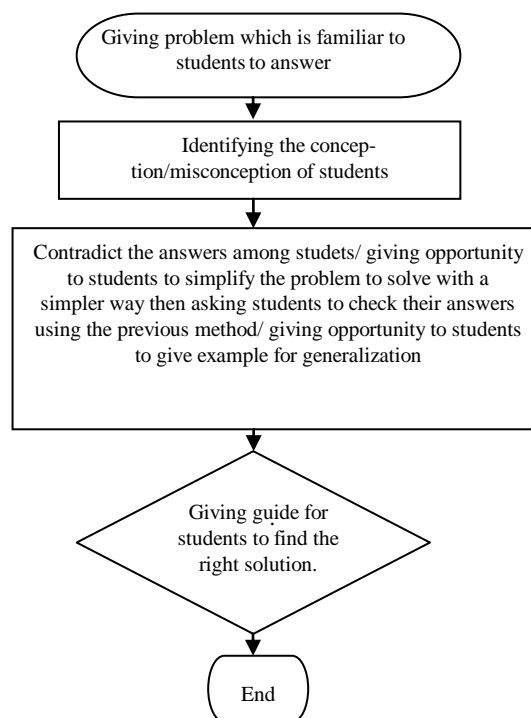 Giving problem which is familiar to
students to answer
Identifying the concep-
tion/misconception of students
Contradict the answers among studets/ giving opportunity
to students to simplify the problem to solve with a
simpler way then asking students to check their answers
using the previous method/ giving opportunity to students
to give example for generalization
Giving guide for
students to find the
right solution.
End